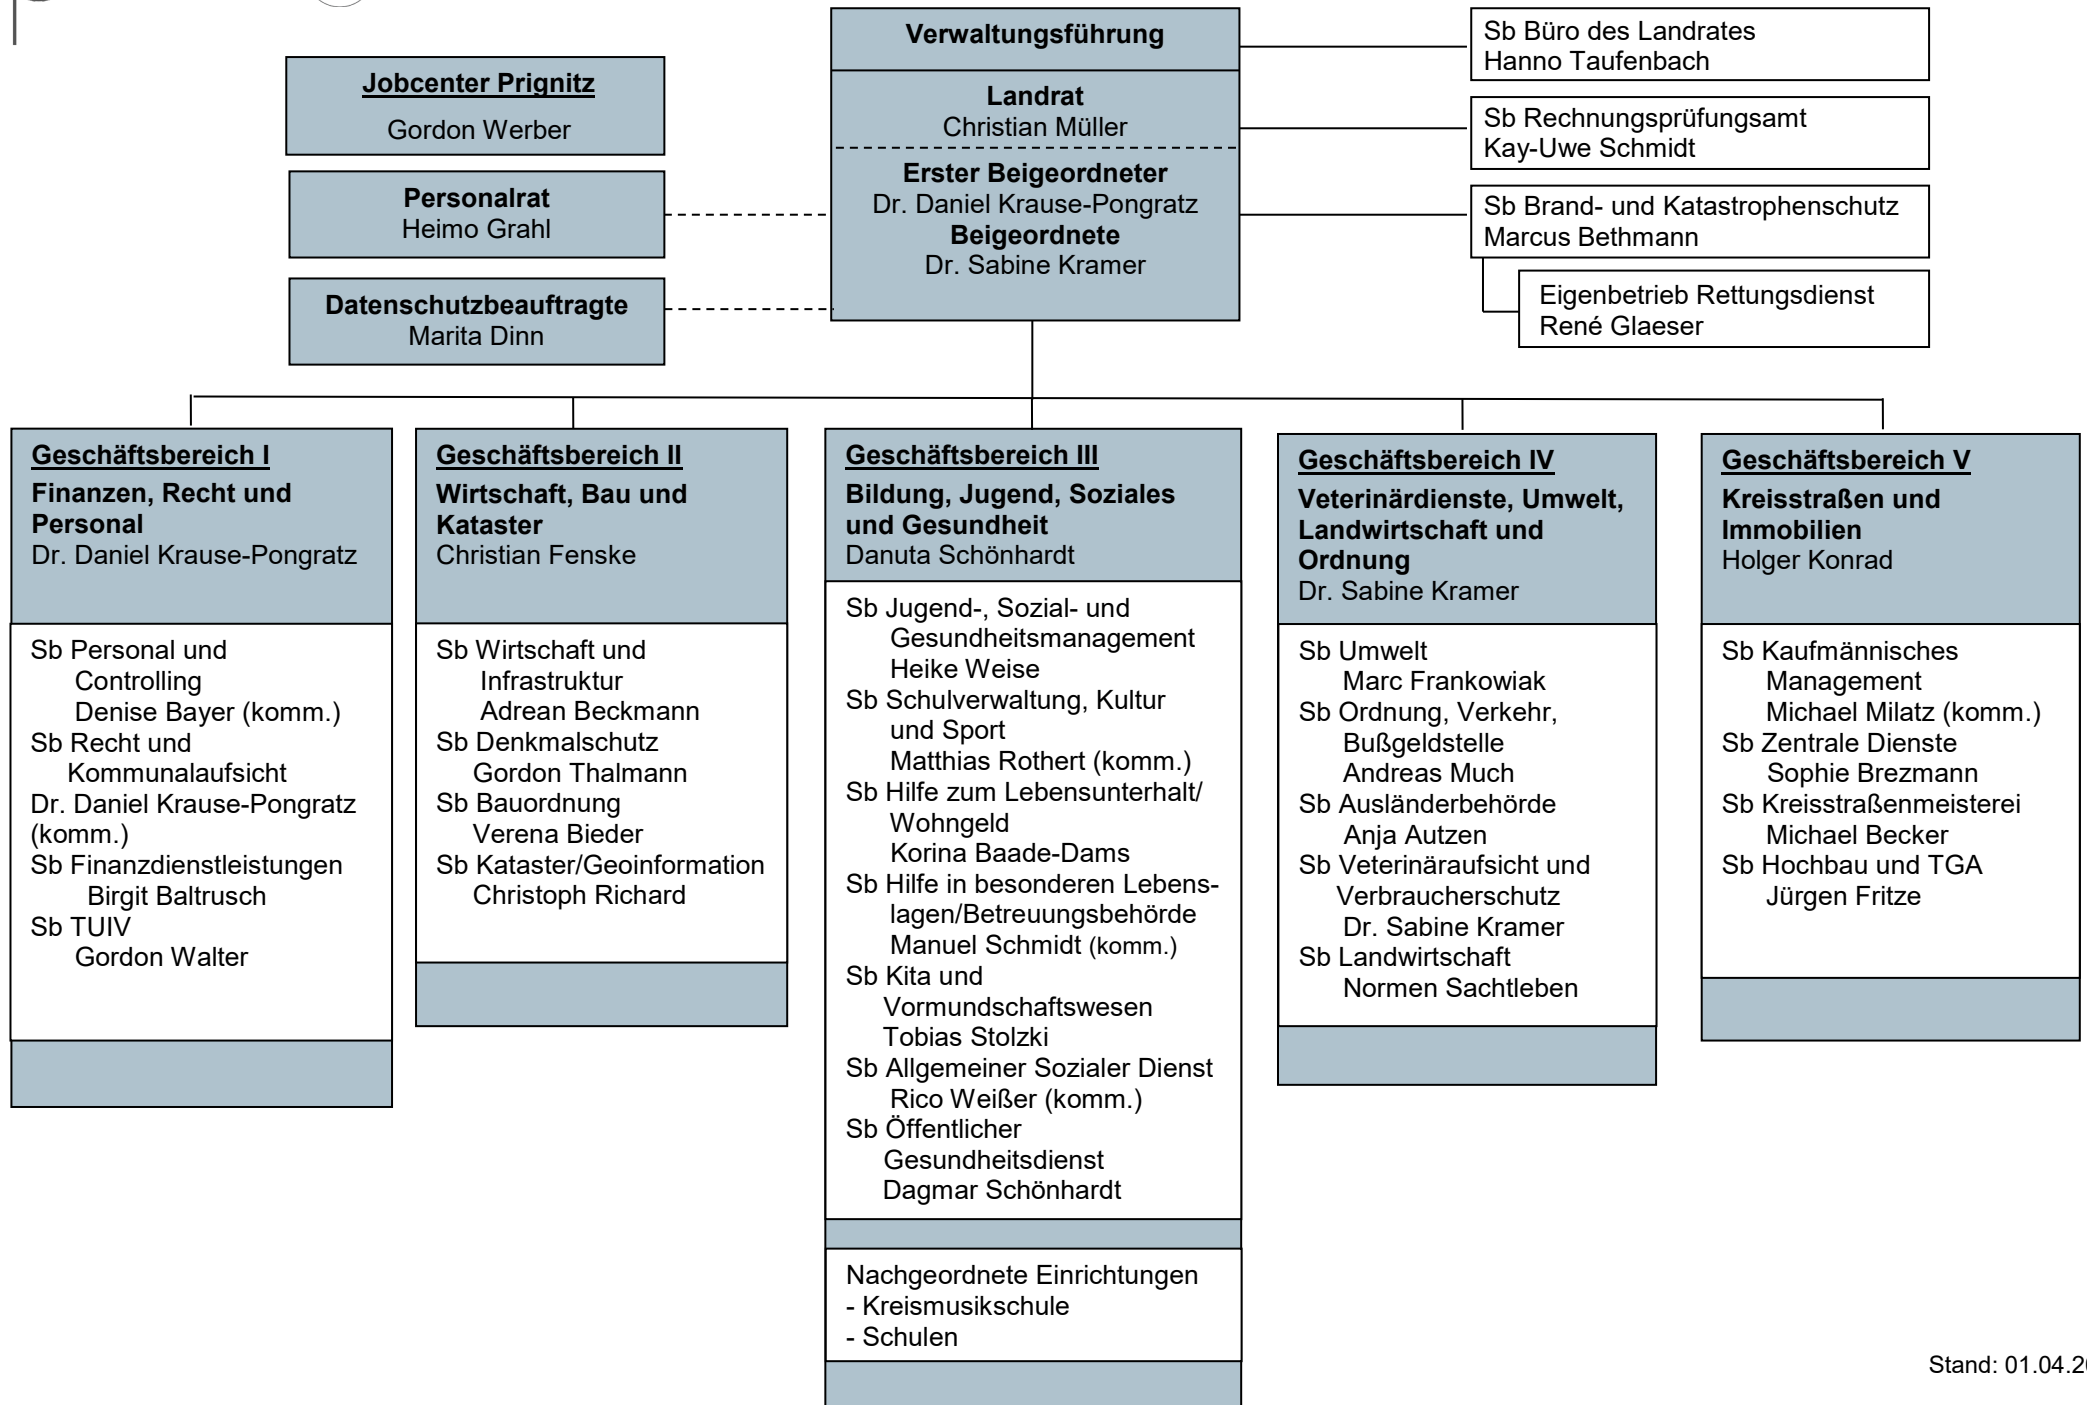 Verwaltungsführung
Landrat
Christian Müller
Erster Beigeordneter
Dr. Daniel Krause-Pongratz
Beigeordnete
Dr. Sabine Kramer
Jobcenter Prignitz
Gordon Werber
Personalrat
Heimo Grahl
Datenschutzbeauftragte
Marita Dinn
Sb Büro des Landrates
Hanno Taufenbach
Sb Rechnungsprüfungsamt
Kay-Uwe Schmidt
Sb Brand- und Katastrophenschutz
Marcus Bethmann
Eigenbetrieb Rettungsdienst
René Glaeser
Geschäftsbereich I
Finanzen, Recht und
Personal
Dr. Daniel Krause-Pongratz
Sb Personal und
Controlling
Denise Bayer (komm.)
Sb Recht und
Kommunalaufsicht
Dr. Daniel Krause-Pongratz
(komm.)
Sb Finanzdienstleistungen
Birgit Baltrusch
Sb TUIV
Gordon Walter
Geschäftsbereich II
Wirtschaft, Bau und
Kataster
Christian Fenske
Sb Wirtschaft und
Infrastruktur
Adrean Beckmann
Sb Denkmalschutz
Gordon Thalmann
Sb Bauordnung
Verena Bieder
Sb Kataster/Geoinformation
Christoph Richard
Geschäftsbereich III
Bildung, Jugend, Soziales
und Gesundheit
Danuta Schönhardt
Sb Jugend-, Sozial- und
Gesundheitsmanagement
Heike Weise
Sb Schulverwaltung, Kultur
und Sport
Matthias Rothert (komm.)
Sb Hilfe zum Lebensunterhalt/
Wohngeld
Korina Baade-Dams
Sb Hilfe in besonderen Lebens-
lagen/Betreuungsbehörde
Manuel Schmidt (komm.)
Sb Kita und
Vormundschaftswesen
Tobias Stolzki
Sb Allgemeiner Sozialer Dienst
Rico Weißer (komm.)
Sb Öffentlicher
Gesundheitsdienst
Dagmar Schönhardt
Nachgeordnete Einrichtungen
- Kreismusikschule
- Schulen
Geschäftsbereich IV
Veterinärdienste, Umwelt,
Landwirtschaft und
Ordnung
Dr. Sabine Kramer
Sb Umwelt
Marc Frankowiak
Sb Ordnung, Verkehr,
Bußgeldstelle
Andreas Much
Sb Ausländerbehörde
Anja Autzen
Sb Veterinäraufsicht und
Verbraucherschutz
Dr. Sabine Kramer
Sb Landwirtschaft
Normen Sachtleben
Geschäftsbereich V
Kreisstraßen und
Immobilien
Holger Konrad
Sb Kaufmännisches
Management
Michael Milatz (komm.)
Sb Zentrale Dienste
Sophie Brezmann
Sb Kreisstraßenmeisterei
Michael Becker
Sb Hochbau und TGA
Jürgen Fritze
Stand: